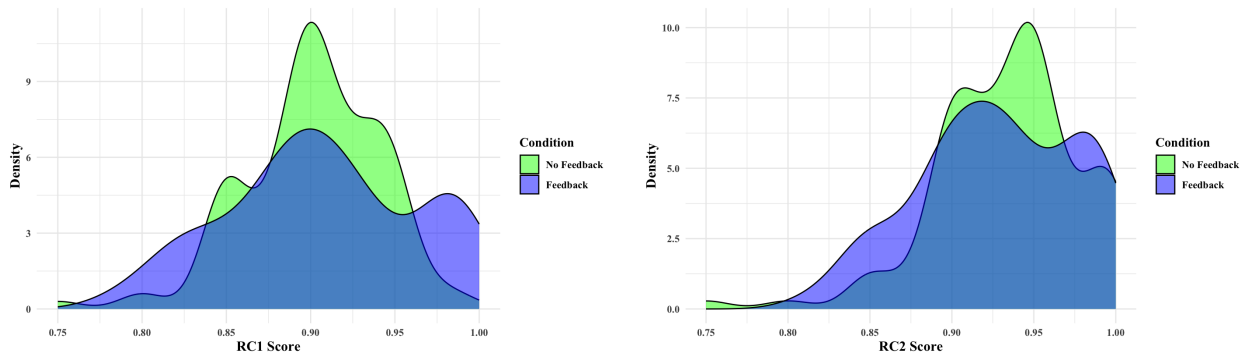 Density
9
6
3
0
0.75 0.80 0.85 0.90 0.95 1.00
RC1 Score
Condition
No Feedback
Feedback
Density
10.0
7.5
5.0
2.5
0.0
0.75 0.80 0.85 0.90 0.95 1.00
RC2 Score
Condition
No Feedback
Feedback